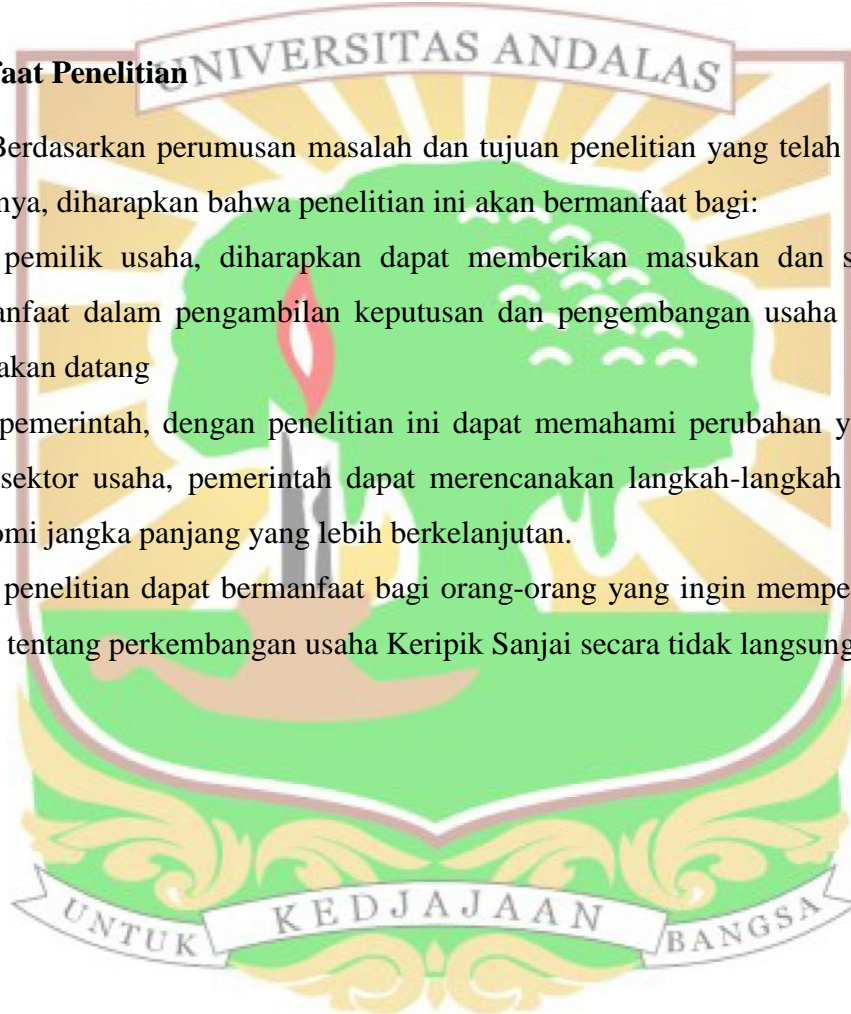 UNIVERSITAS ANDALAS
faat Penelitian
Berdasarkan perumusan masalah dan tujuan penelitian yang telah
nya, diharapkan bahwa penelitian ini akan bermanfaat bagi:
pemilik usaha, diharapkan dapat memberikan masukan dan s
anfaat dalam pengambilan keputusan dan pengembangan usaha
akan datang
pemerintah, dengan penelitian ini dapat memahami perubahan y
sektor usaha, pemerintah dapat merencanakan langkah-langkah
omi jangka panjang yang lebih berkelanjutan.
penelitian dapat bermanfaat bagi orang-orang yang ingin mempe
tentang perkembangan usaha Keripik Sanjai secara tidak langsung
UNTUK KEDJAJAAN BANGSA